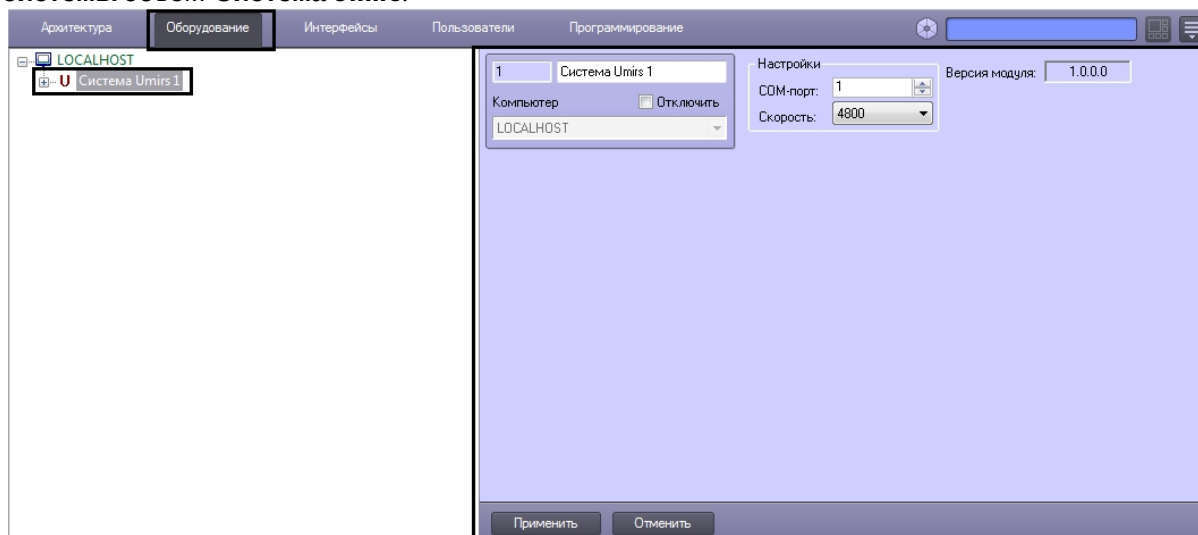 Архитектура Оборудование Интерфейсы Пользователи Программирование
LOCALHOST
U Система Umirs 1
1 Система Umirs 1
Компьютер Отключить
LOCALHOST
Настройки
COM-порт: 1
Скорость: 4800
Версия модуля: 1.0.0.0
Применить Отменить